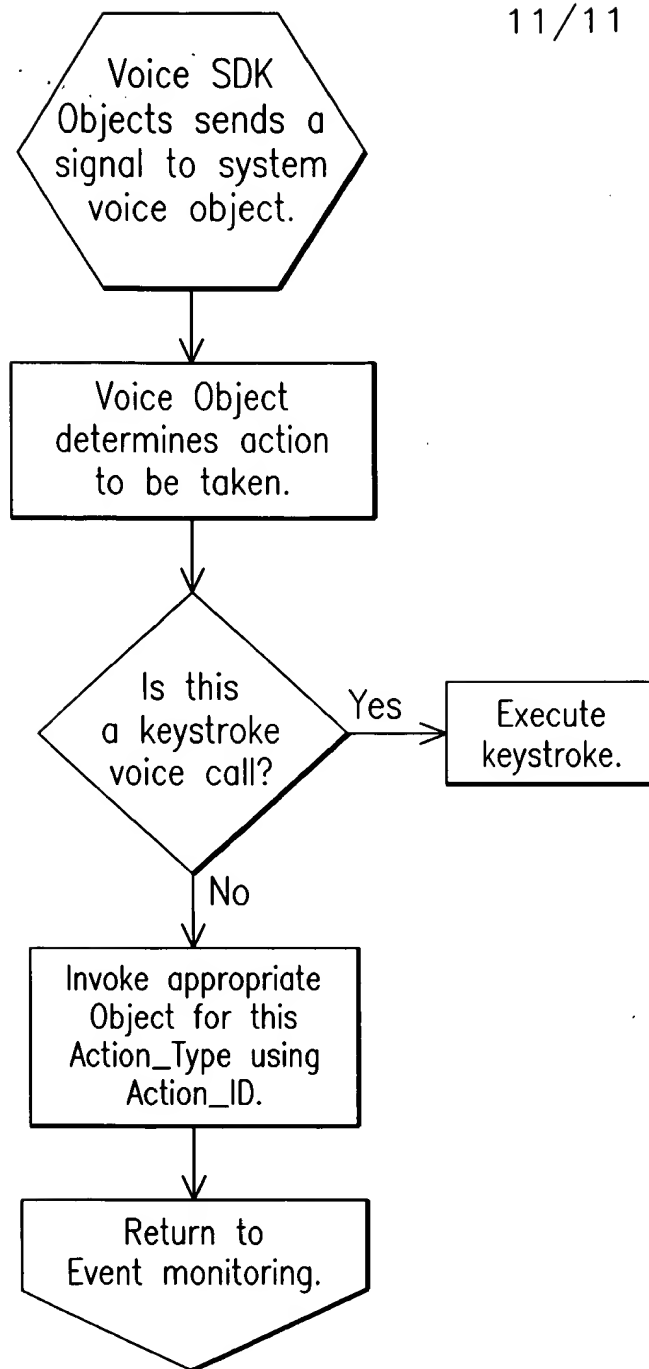 11/11
Voice SDK
Objects sends a
signal to system
voice object.
Voice Object
determines action
to be taken.
Is this
a keystroke
voice call?
Yes
Execute
keystroke.
No
Invoke appropriate
Object for this
Action_Type using
Action_ID.
Return to
Event monitoring.